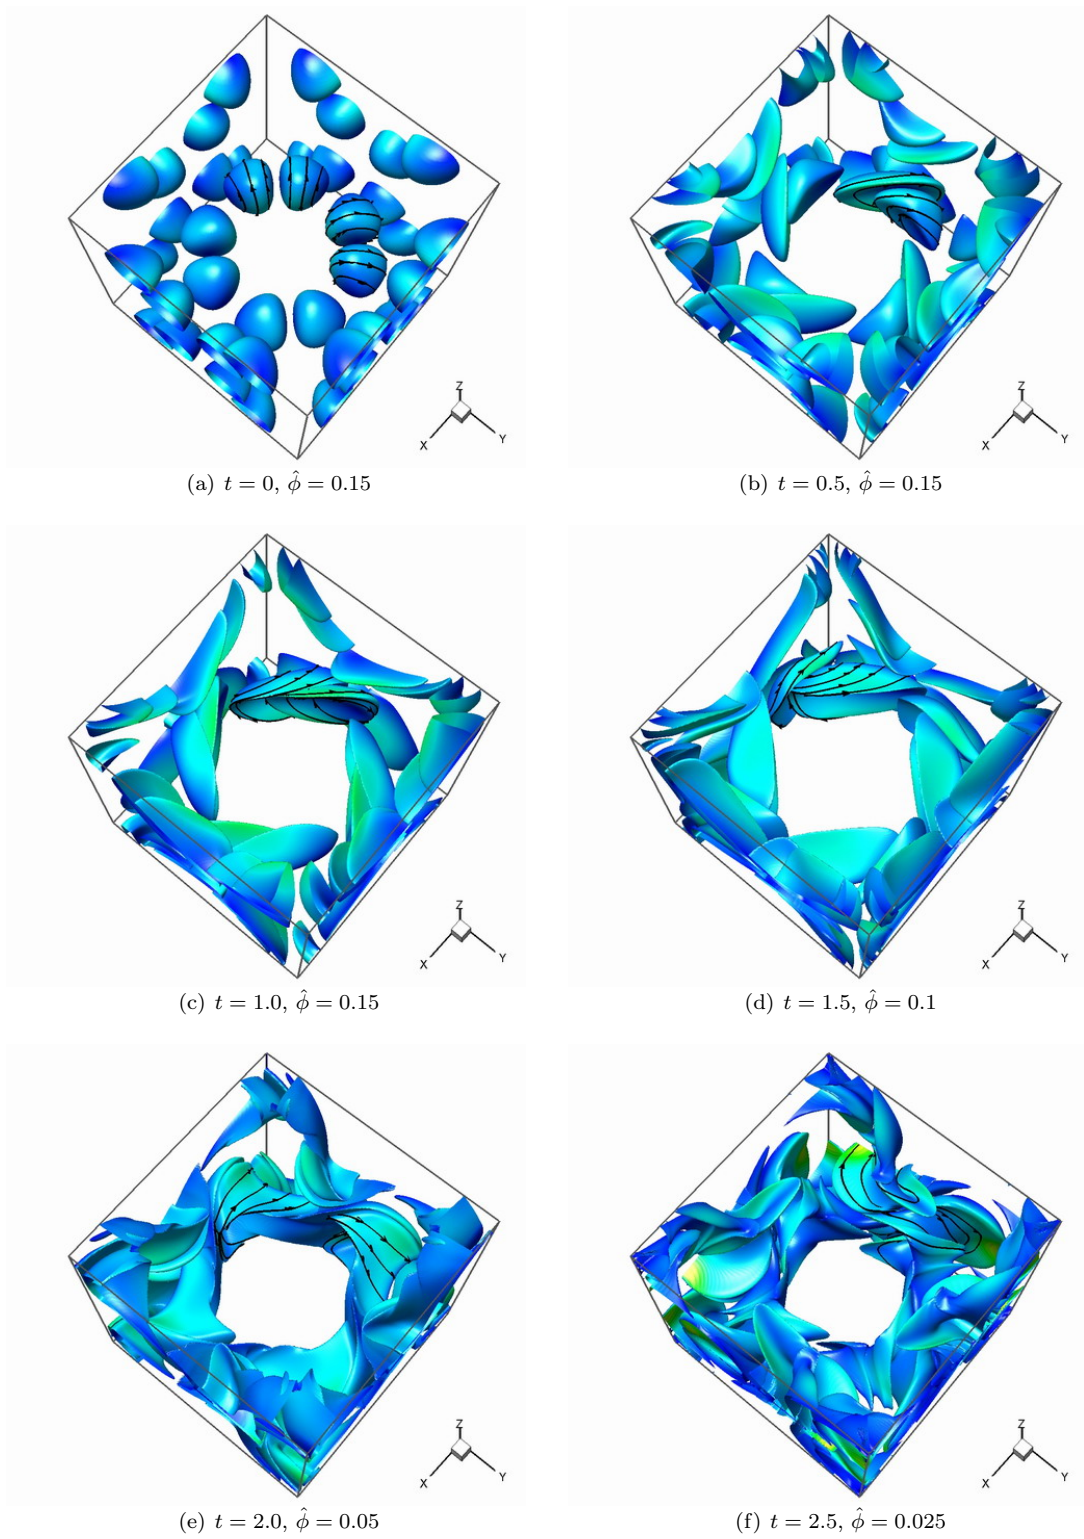 Z
X
Y
Z
X
Y
(a) t = 0, φ̂ = 0.15
(b) t = 0.5, φ̂ = 0.15
Z
X
Y
Z
X
Y
(c) t = 1.0, φ̂ = 0.15
(d) t = 1.5, φ̂ = 0.1
Z
X
Y
Z
X
Y
(e) t = 2.0, φ̂ = 0.05
(f) t = 2.5, φ̂ = 0.025